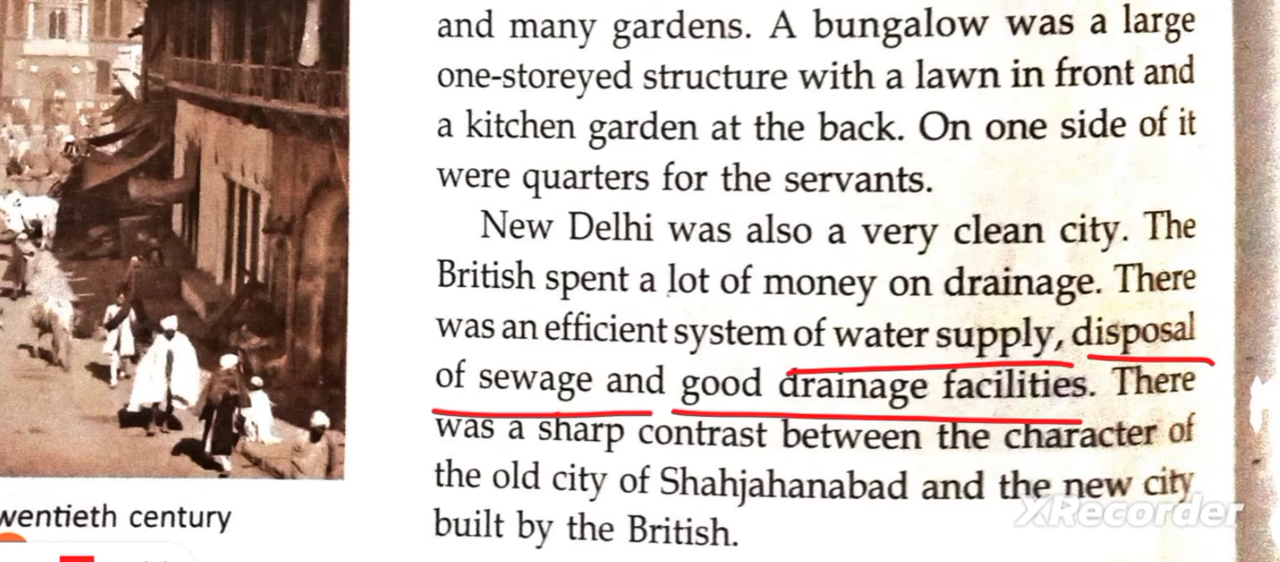 and many gardens. A bungalow was a large
one-storeyed structure with a lawn in front and
a kitchen garden at the back. On one side of it
were quarters for the servants.
New Delhi was also a very clean city. The
British spent a lot of money on drainage. There
was an efficient system of water supply, disposal
of sewage and good drainage facilities. There
was a sharp contrast between the character of
the old city of Shahjahanabad and the new city
built by the British.
wentieth century
XRecorder